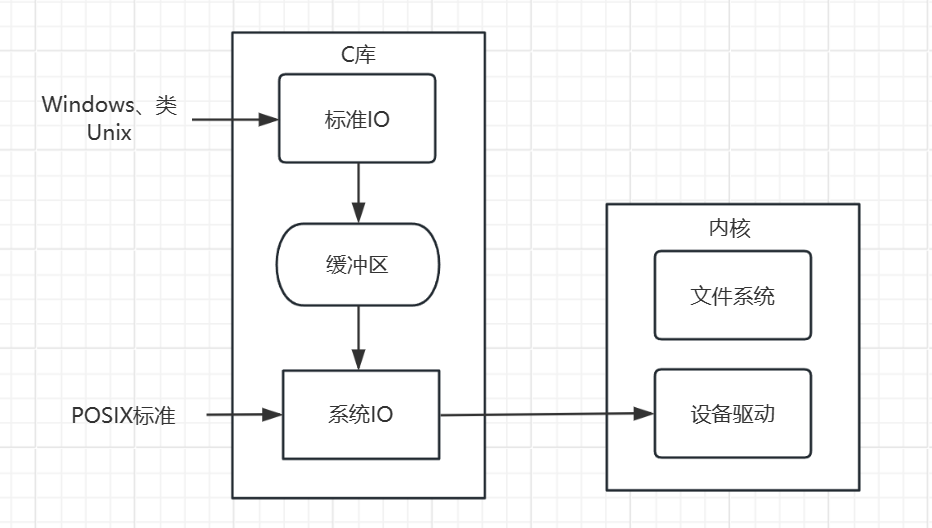 C库
Windows、类
Unix
标准IO
缓冲区
POSIX标准
系统IO
内核
文件系统
设备驱动